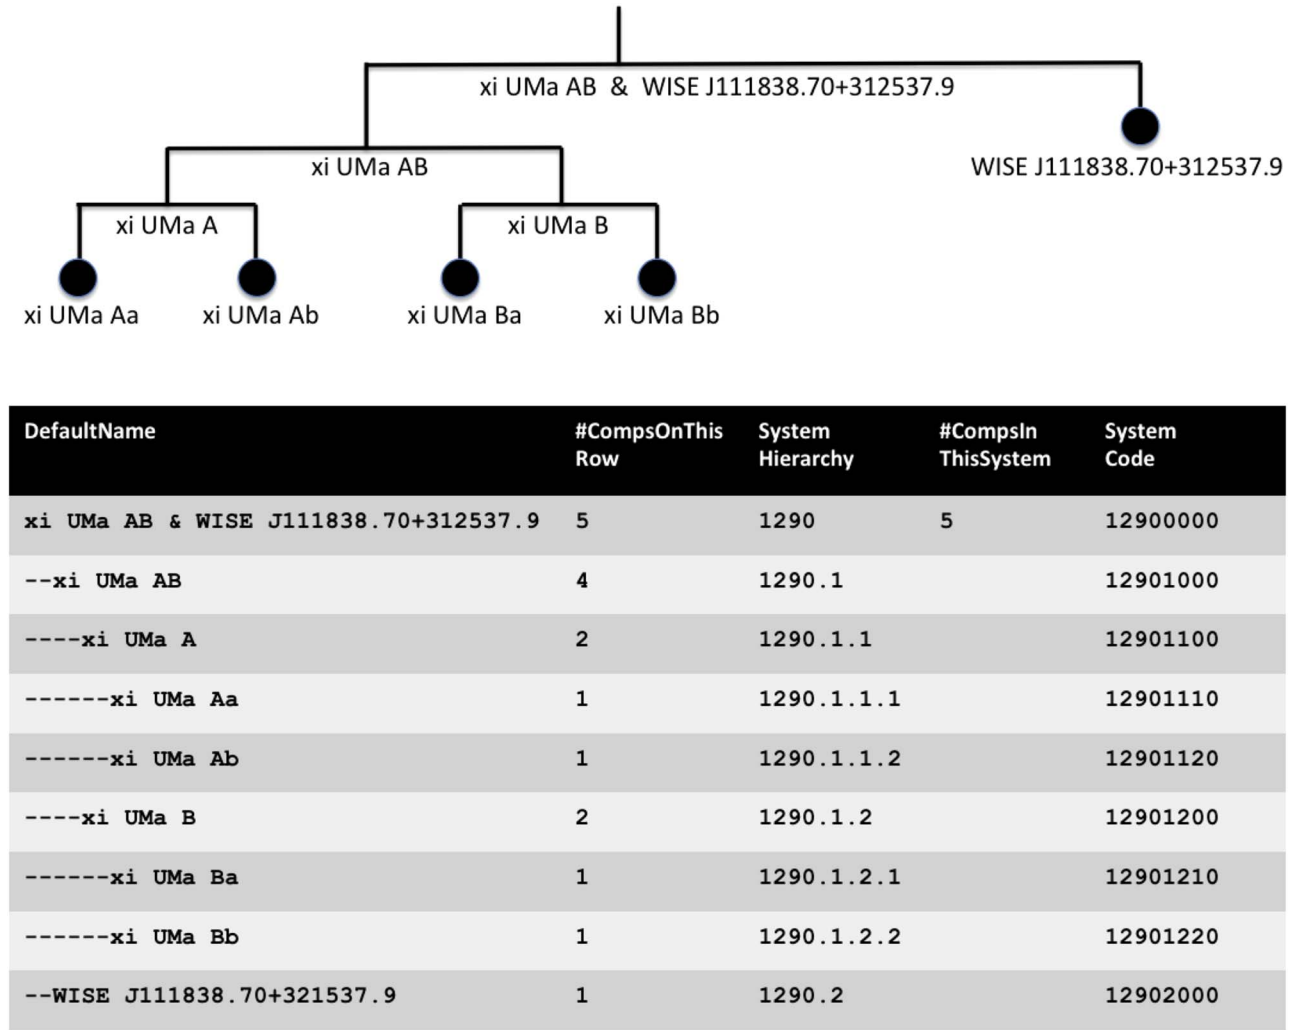 xi UMa AB & WISE J111838.70+312537.9
xi UMa AB
WISE J111838.70+312537.9
xi UMa A
xi UMa B
xi UMa Aa
xi UMa Ab
xi UMa Ba
xi UMa Bb
DefaultName #CompsOnThis Row System Hierarchy #CompsIn ThisSystem System Code
xi UMa AB & WISE J111838.70+312537.9 5 1290 5 12900000
--xi UMa AB 4 1290.1 12901000
----xi UMa A 2 1290.1.1 12901100
------xi UMa Aa 1 1290.1.1.1 12901110
------xi UMa Ab 1 1290.1.1.2 12901120
----xi UMa B 2 1290.1.2 12901200
------xi UMa Ba 1 1290.1.2.1 12901210
------xi UMa Bb 1 1290.1.2.2 12901220
--WISE J111838.70+321537.9 1 1290.2 12902000